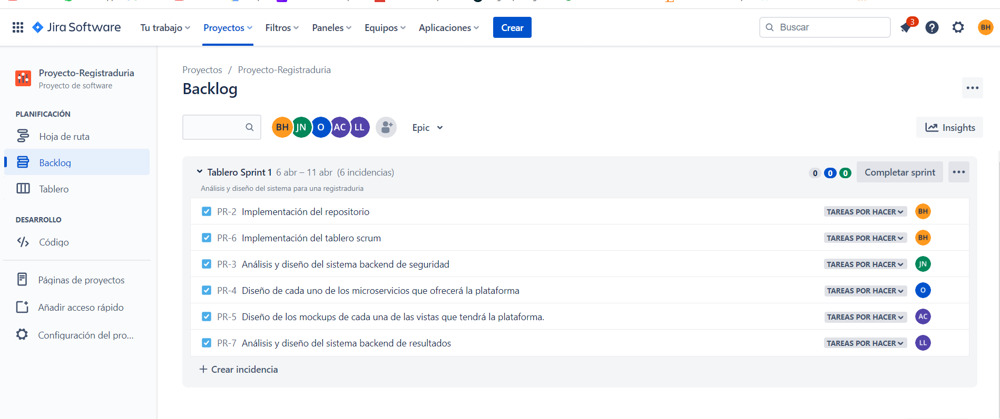 Jira Software
Tu trabajo
Proyectos
Filtros
Paneles
Equipos
Aplicaciones
Crear
Buscar
3
BH
Proyecto-Registraduria
Proyecto de software
PLANIFICACIÓN
Hoja de ruta
Backlog
Tablero
DESARROLLO
Código
Páginas de proyectos
Añadir acceso rápido
Configuración del pro...
Proyectos / Proyecto-Registraduria
Backlog
BH JN O AC LL
Epic
Insights
Tablero Sprint 1 6 abr – 11 abr (6 incidencias)
0 0 0
Completar sprint
Análisis y diseño del sistema para una registraduria
PR-2 Implementación del repositorio TAREAS POR HACER BH
PR-6 Implementación del tablero scrum TAREAS POR HACER BH
PR-3 Análisis y diseño del sistema backend de seguridad TAREAS POR HACER JN
PR-4 Diseño de cada uno de los microservicios que ofrecerá la plataforma TAREAS POR HACER O
PR-5 Diseño de los mockups de cada una de las vistas que tendrá la plataforma. TAREAS POR HACER AC
PR-7 Análisis y diseño del sistema backend de resultados TAREAS POR HACER LL
+ Crear incidencia